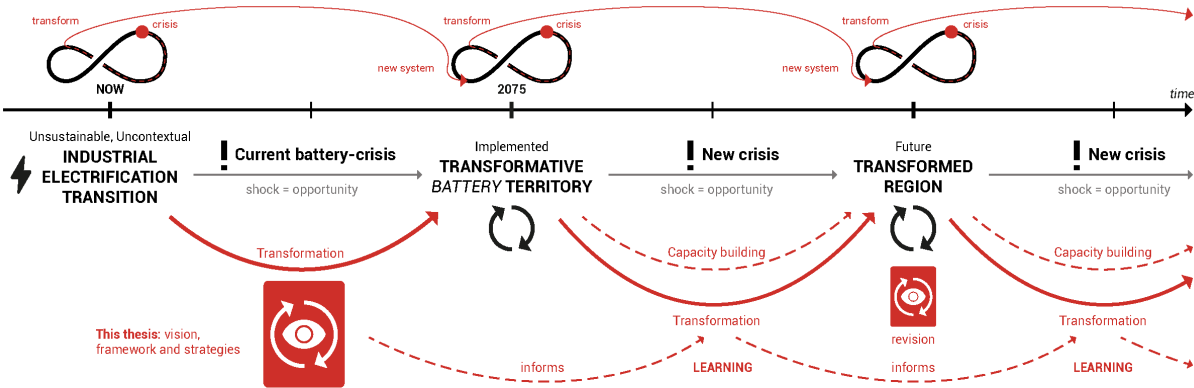 transform
crisis
new system
transform
crisis
new system
transform
crisis
NOW
2075
time
Unsustainable, Uncontextual
INDUSTRIAL
ELECTRIFICATION
TRANSITION
! Current battery-crisis
shock = opportunity
Implemented
TRANSFORMATIVE
BATTERY TERRITORY
! New crisis
shock = opportunity
Future
TRANSFORMED
REGION
! New crisis
shock = opportunity
Transformation
Capacity building
Capacity building
Transformation
Transformation
This thesis: vision,
framework and strategies
revision
informs
LEARNING
informs
LEARNING